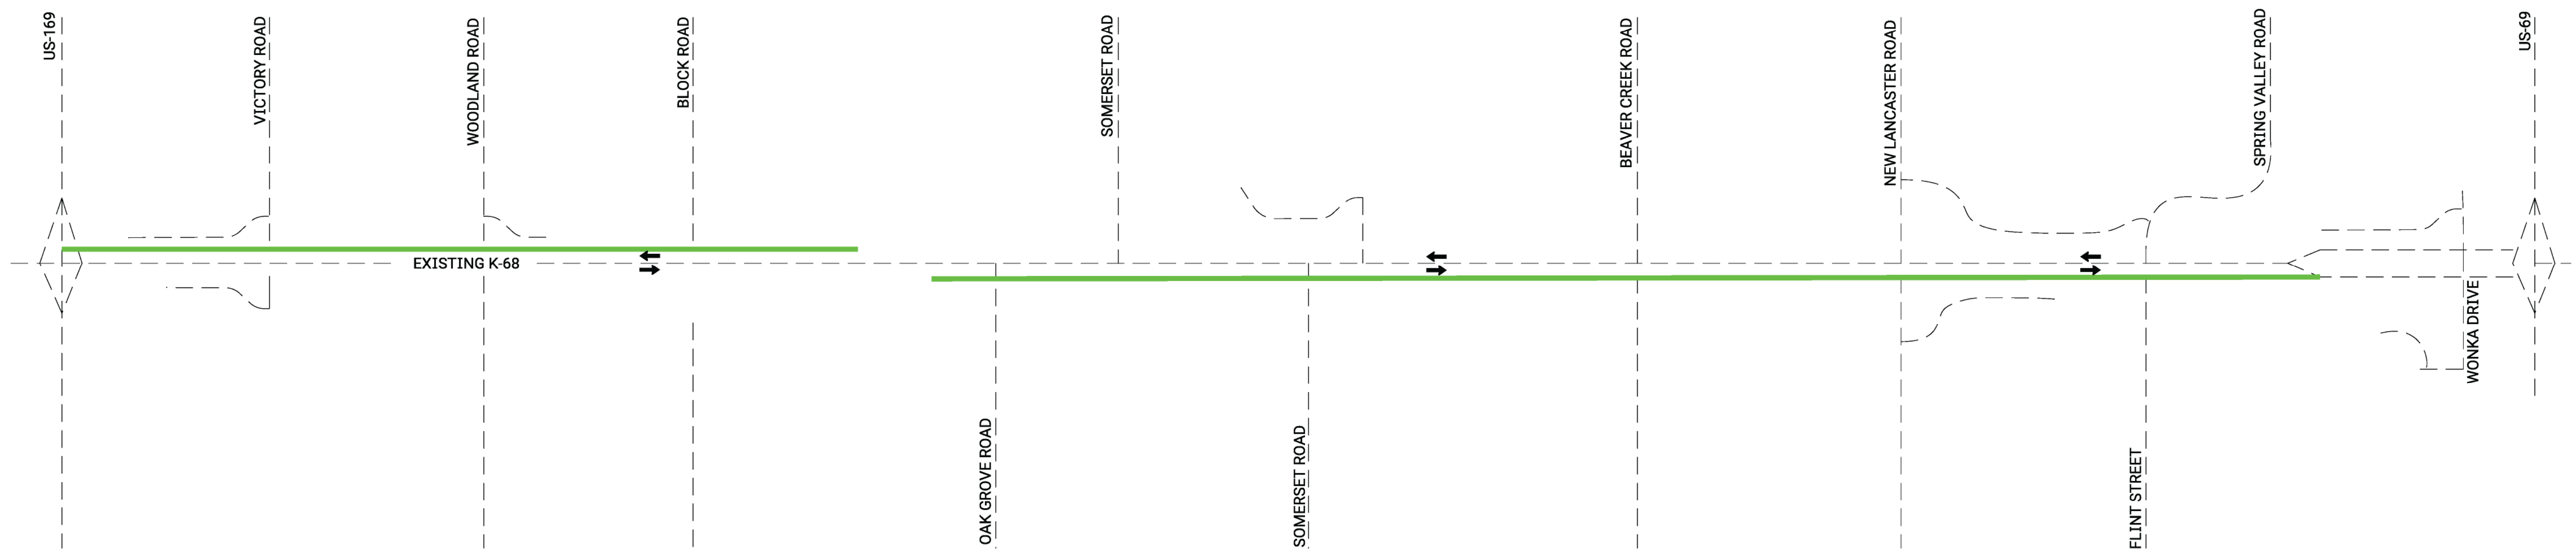 US-169
VICTORY ROAD
WOODLAND ROAD
BLOCK ROAD
SOMERSET ROAD
BEAVER CREEK ROAD
NEW LANCASTER ROAD
SPRING VALLEY ROAD
US-69
EXISTING K-68
OAK GROVE ROAD
SOMERSET ROAD
FLINT STREET
WONKA DRIVE